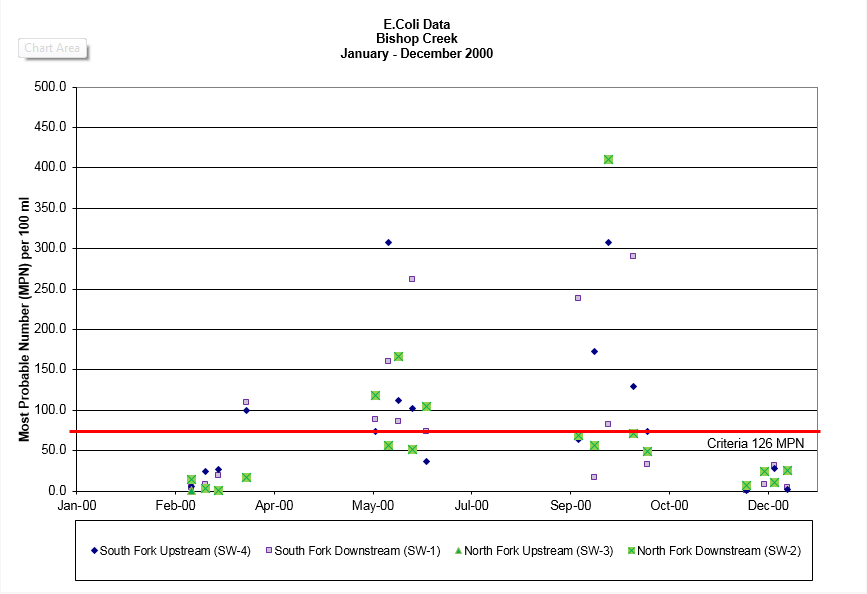 E.Coli Data
Bishop Creek
January - December 2000
Chart Area
Most Probable Number (MPN) per 100 ml
500.0
450.0
400.0
350.0
300.0
250.0
200.0
150.0
100.0
50.0
0.0
Criteria 126 MPN
Jan-00 Feb-00 Apr-00 May-00 Jul-00 Sep-00 Oct-00 Dec-00
South Fork Upstream (SW-4) South Fork Downstream (SW-1) North Fork Upstream (SW-3) North Fork Downstream (SW-2)